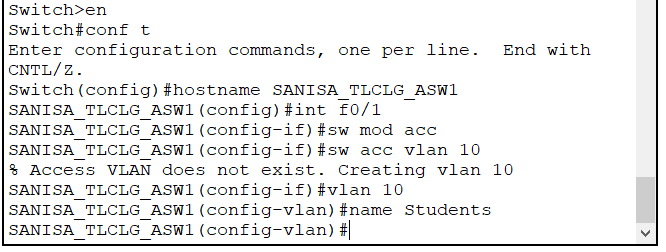 Switch>en
Switch#conf t
Enter configuration commands, one per line.  End with
CNTL/Z.
Switch(config)#hostname SANISA_TLCLG_ASW1
SANISA_TLCLG_ASW1(config)#int f0/1
SANISA_TLCLG_ASW1(config-if)#sw mod acc
SANISA_TLCLG_ASW1(config-if)#sw acc vlan 10
% Access VLAN does not exist. Creating vlan 10
SANISA_TLCLG_ASW1(config-if)#vlan 10
SANISA_TLCLG_ASW1(config-vlan)#name Students
SANISA_TLCLG_ASW1(config-vlan)#